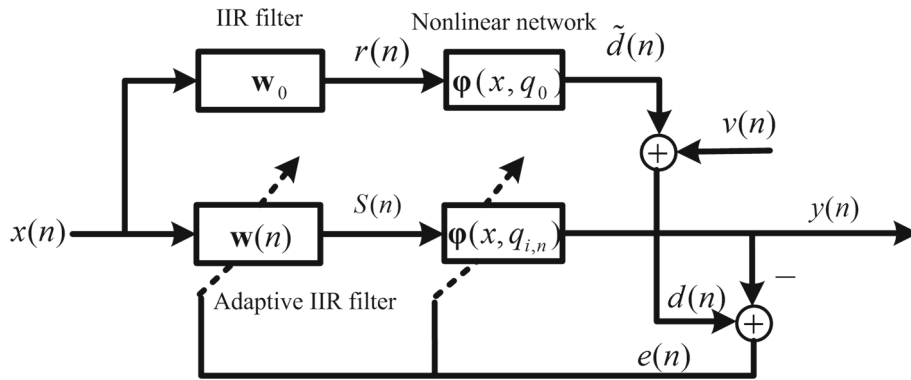 IIR filter
Nonlinear network
r(n)
d̃(n)
w₀
φ(x, q₀)
v(n)
+
S(n)
y(n)
x(n)
w(n)
φ(x, qᵢ,ₙ)
−
Adaptive IIR filter
d(n)
+
e(n)